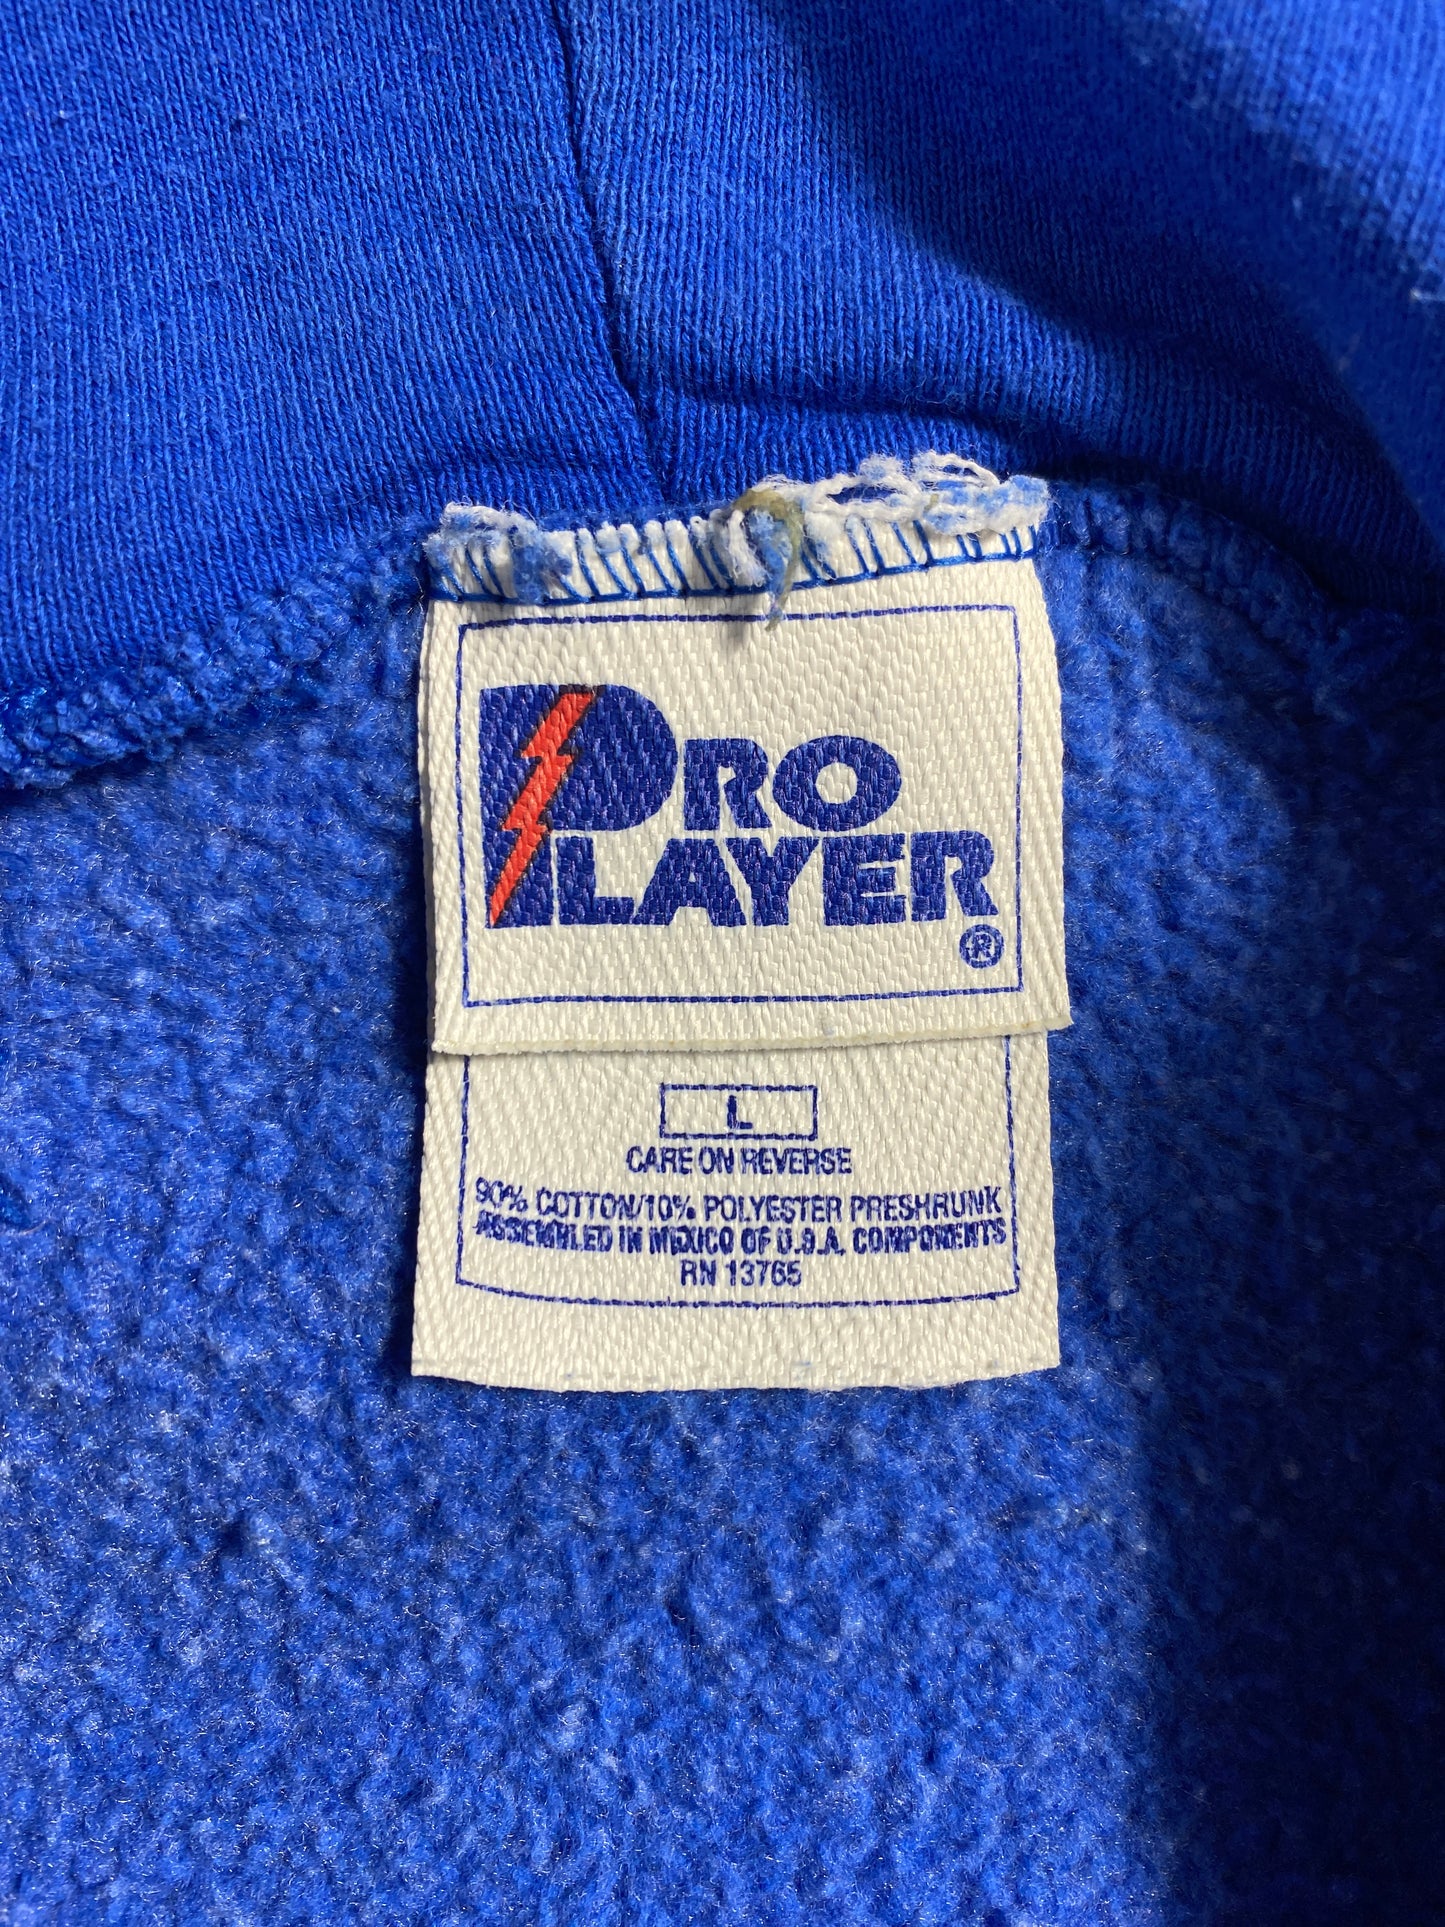 PRO
PLAYER
®
L
CARE ON REVERSE
90% COTTON/10% POLYESTER PRESHRUNK
ASSEMBLED IN MEXICO OF U.S.A. COMPONENTS
RN 13765